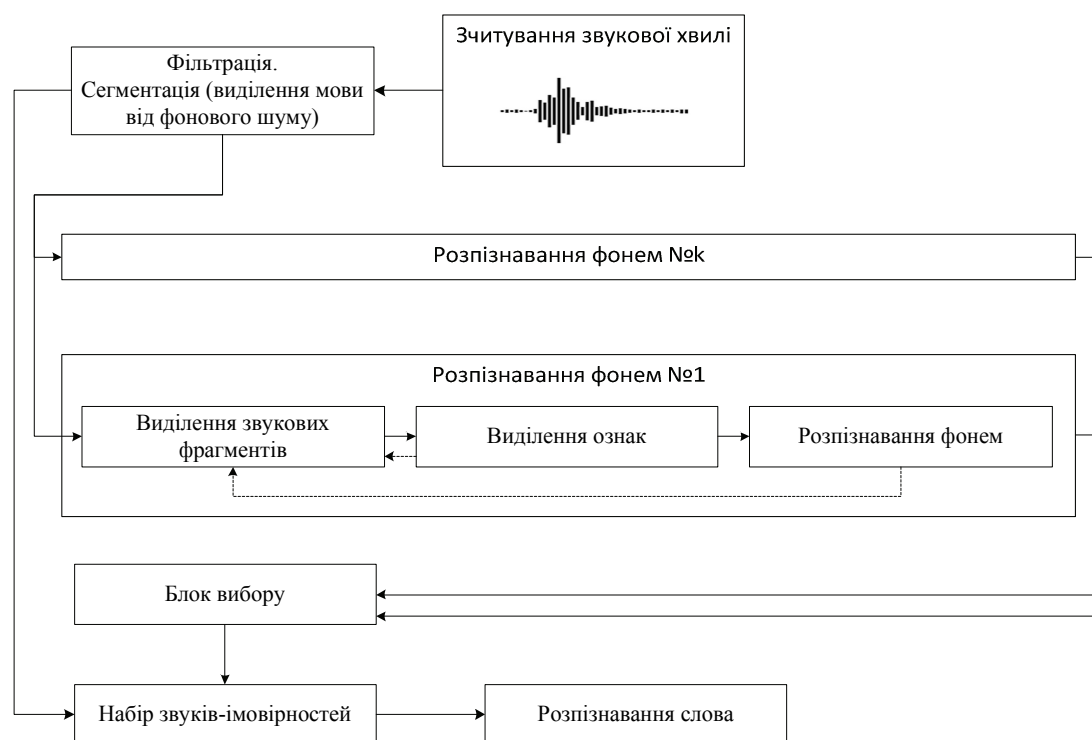 Зчитування звукової хвилі
Фільтрація.
Сегментація (виділення мови
від фонового шуму)
Розпізнавання фонем №k
Розпізнавання фонем №1
Виділення звукових
фрагментів
Виділення ознак
Розпізнавання фонем
Блок вибору
Набір звуків-імовірностей
Розпізнавання слова